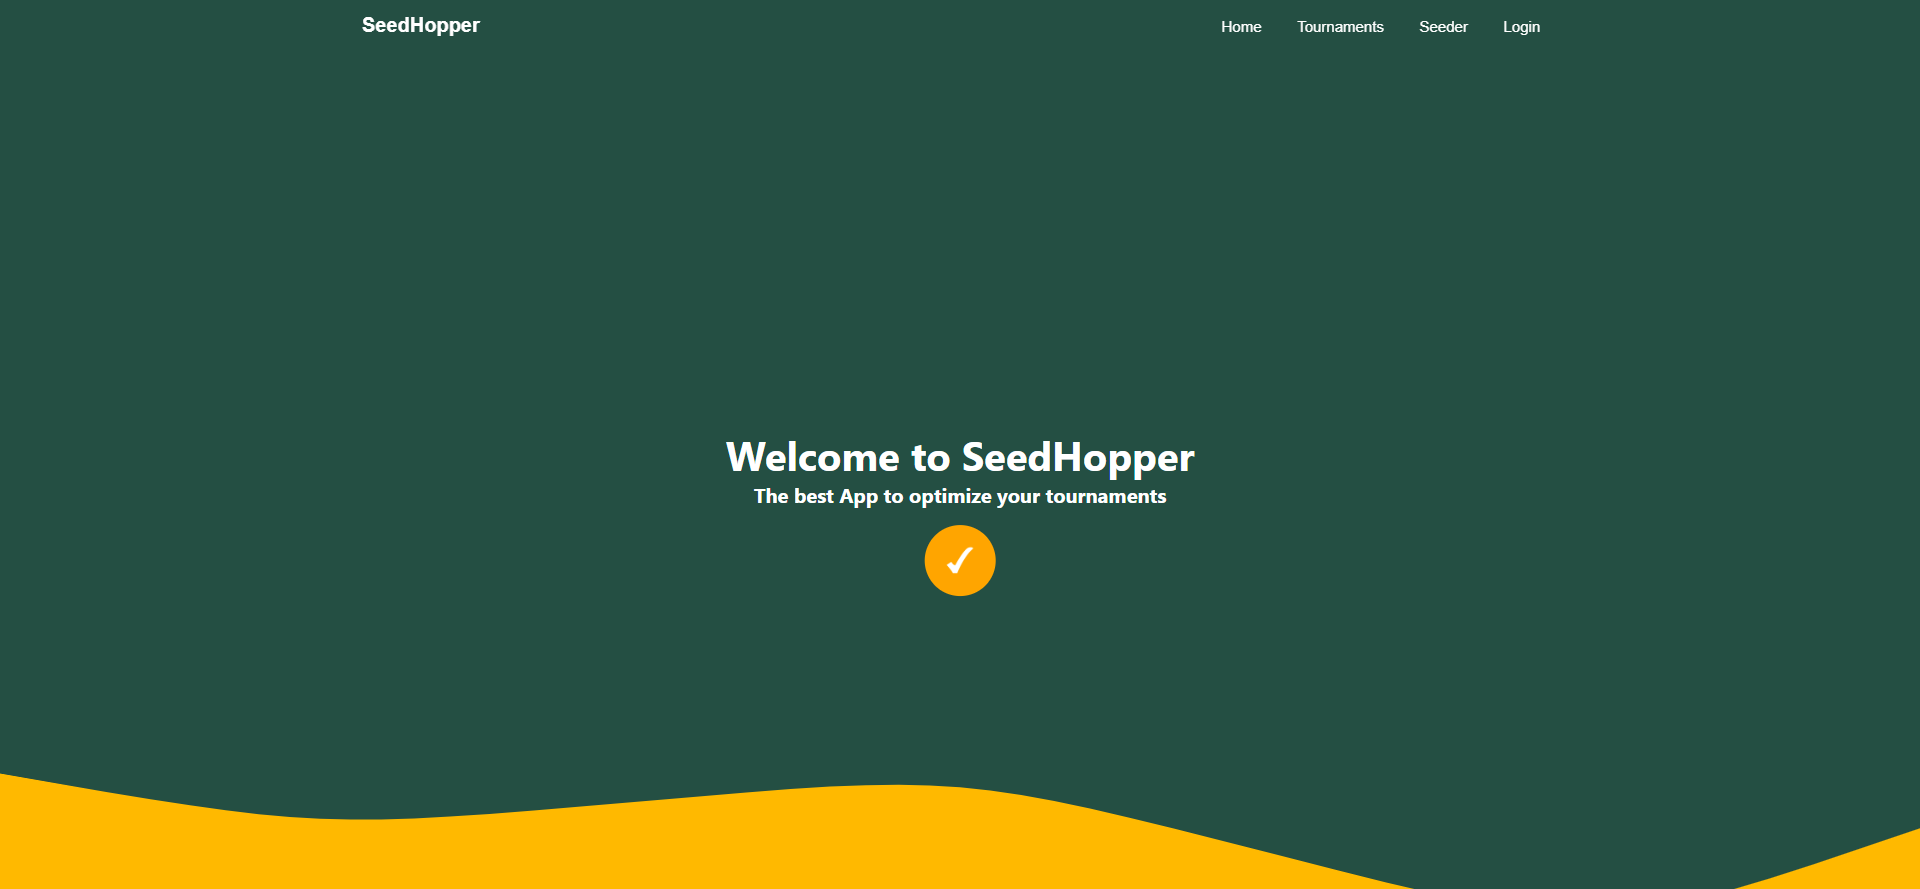 SeedHopper
Home Tournaments Seeder Login
Welcome to SeedHopper
The best App to optimize your tournaments
✓